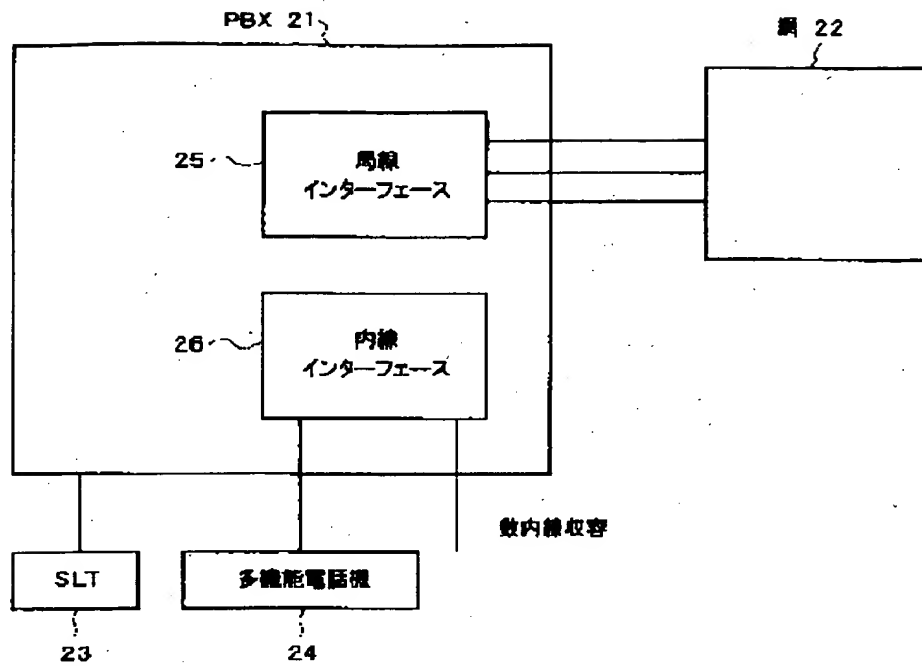 PBX 21
網 22
25
局線
インターフェース
26
内線
インターフェース
数内線収容
SLT
多機能電話機
23
24